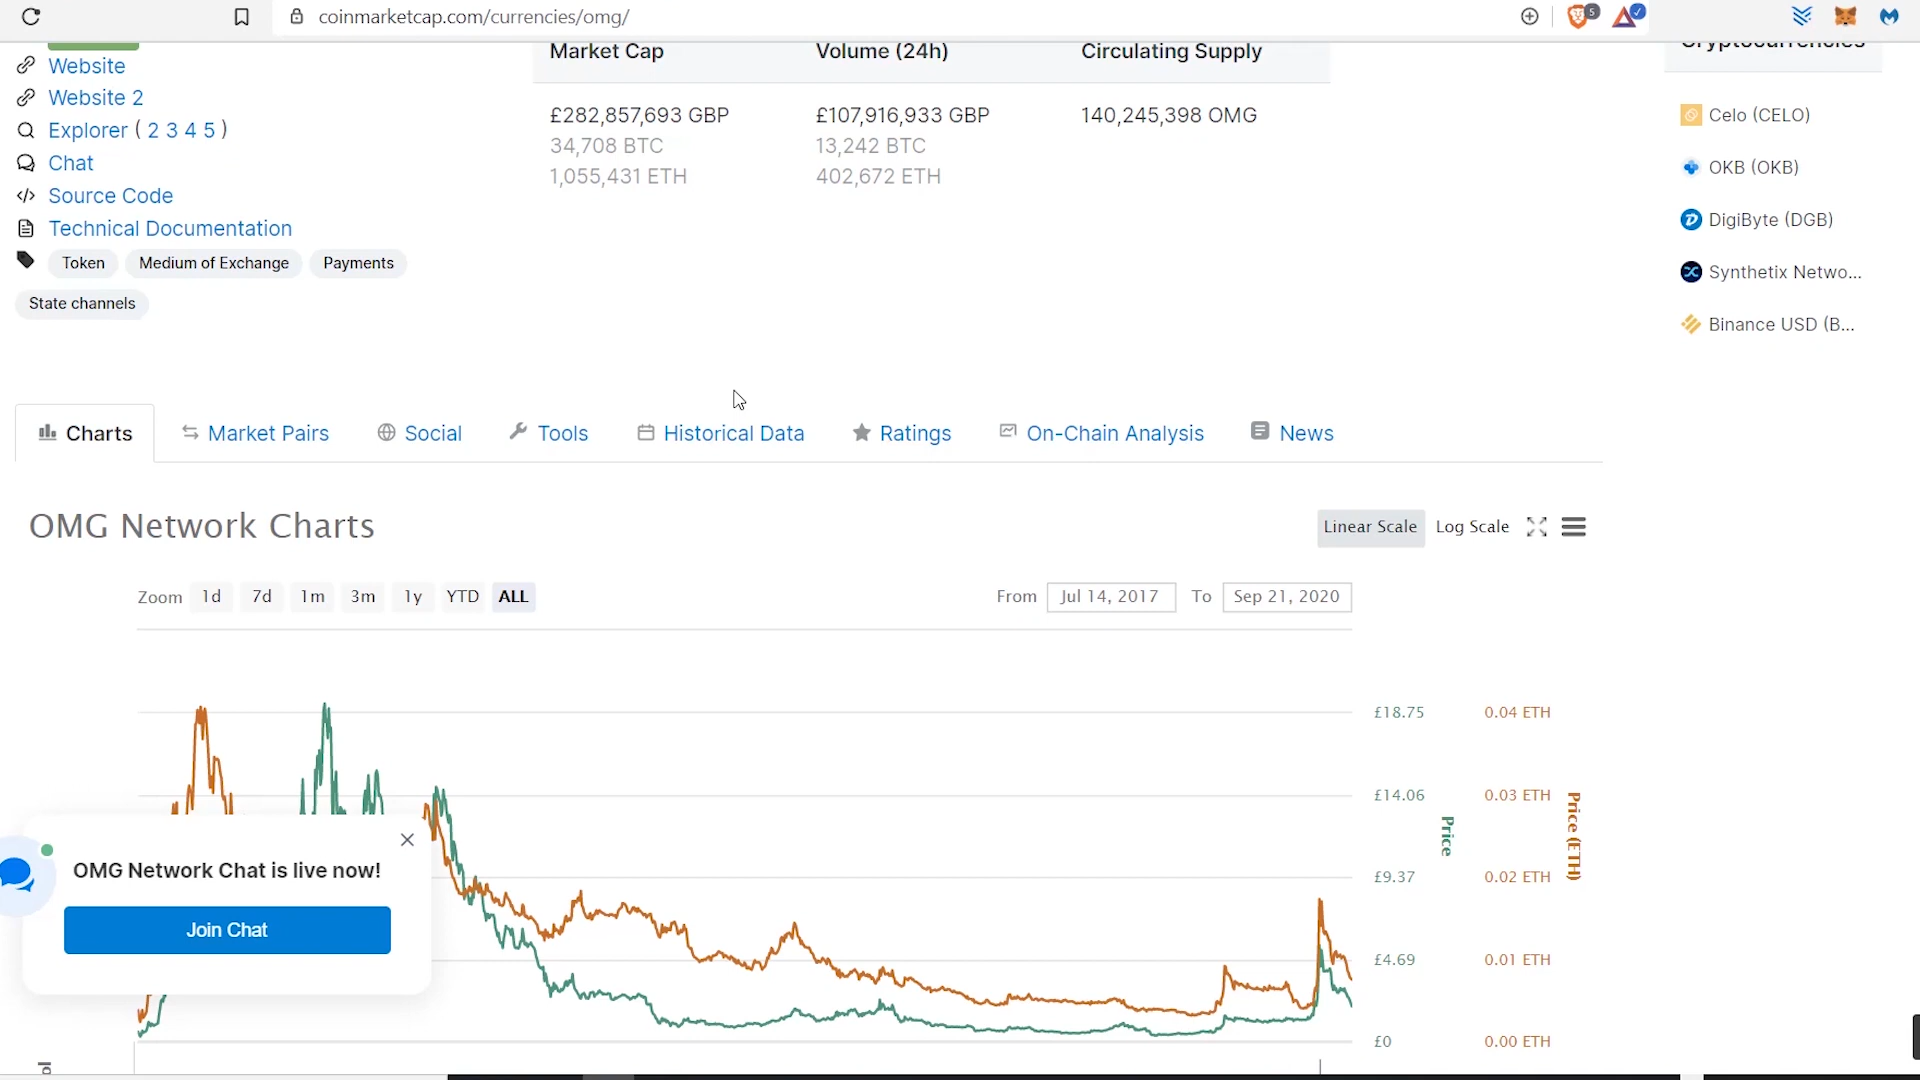 coinmarketcap.com/currencies/omg/
5
Website
Website 2
Explorer ( 2 3 4 5 )
Chat
Source Code
Technical Documentation
Token Medium of Exchange Payments
State channels
Market Cap Volume (24h) Circulating Supply
£282,857,693 GBP £107,916,933 GBP 140,245,398 OMG
34,708 BTC 13,242 BTC
1,055,431 ETH 402,672 ETH
Cryptocurrencies
Celo (CELO)
OKB (OKB)
DigiByte (DGB)
Synthetix Netwo...
Binance USD (B...
Charts Market Pairs Social Tools Historical Data Ratings On-Chain Analysis News
OMG Network Charts
Linear Scale Log Scale
Zoom 1d 7d 1m 3m 1y YTD ALL
From Jul 14, 2017 To Sep 21, 2020
£18.75 0.04 ETH
£14.06 0.03 ETH
£9.37 0.02 ETH
£4.69 0.01 ETH
£0 0.00 ETH
Price
Price (ETH)
OMG Network Chat is live now!
Join Chat